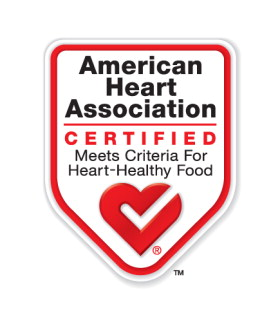 American
Heart
Association
CERTIFIED
Meets Criteria For
Heart-Healthy Food
®
™